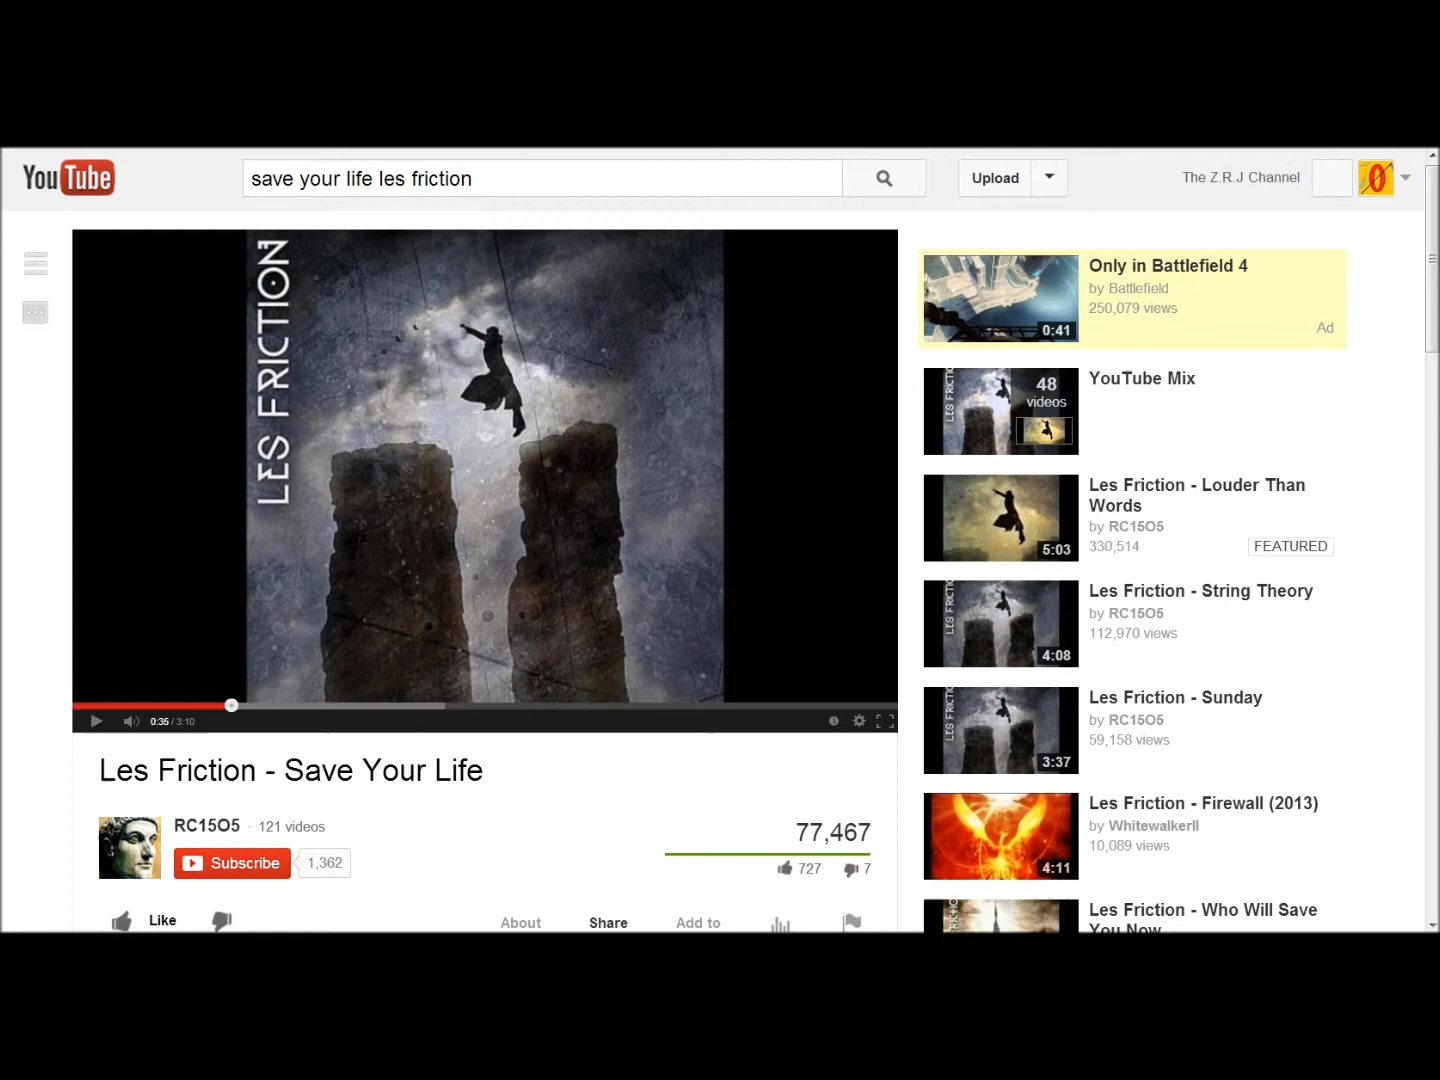 YouTube
save your life les friction
Upload
The Z.R.J Channel
0
LES FRICTION
0:35 / 3:10
Les Friction - Save Your Life
RC15O5 · 121 videos
Subscribe
1,362
77,467
727
7
Like
About
Share
Add to
Only in Battlefield 4
by Battlefield
250,079 views
Ad
0:41
YouTube Mix
48
videos
LES FRICTION
Les Friction - Louder Than
Words
by RC15O5
330,514
FEATURED
5:03
Les Friction - String Theory
by RC15O5
112,970 views
4:08
Les Friction - Sunday
by RC15O5
59,158 views
3:37
Les Friction - Firewall (2013)
by WhitewalkerII
10,089 views
4:11
Les Friction - Who Will Save
You Now